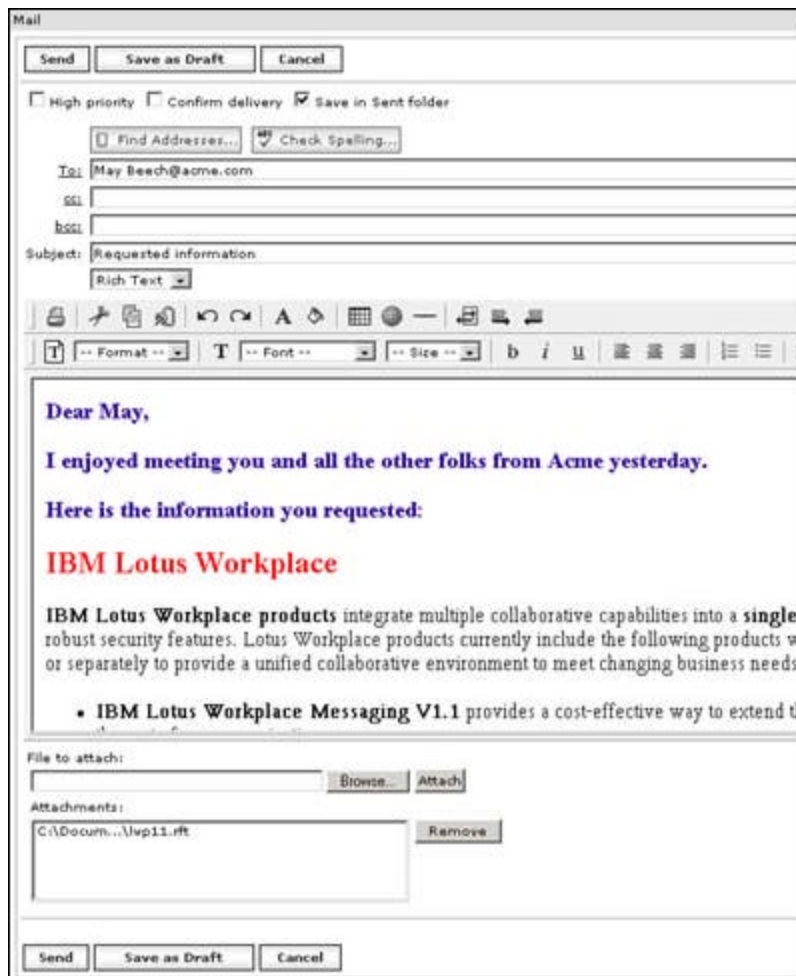 Mail
Send Save as Draft Cancel
High priority Confirm delivery Save in Sent folder
Find Addresses... Check Spelling...
To: May Beech@acme.com
cc:
bcc:
Subject: Requested information
Rich Text
-- Format -- T -- Font -- -- Size -- b i u
Dear May,
I enjoyed meeting you and all the other folks from Acme yesterday.
Here is the information you requested:
IBM Lotus Workplace
IBM Lotus Workplace products integrate multiple collaborative capabilities into a single
robust security features. Lotus Workplace products currently include the following products w
or separately to provide a unified collaborative environment to meet changing business needs
• IBM Lotus Workplace Messaging V1.1 provides a cost-effective way to extend th
File to attach:
Browse... Attach
Attachments:
C:\Docum...\lwp11.rft
Remove
Send Save as Draft Cancel